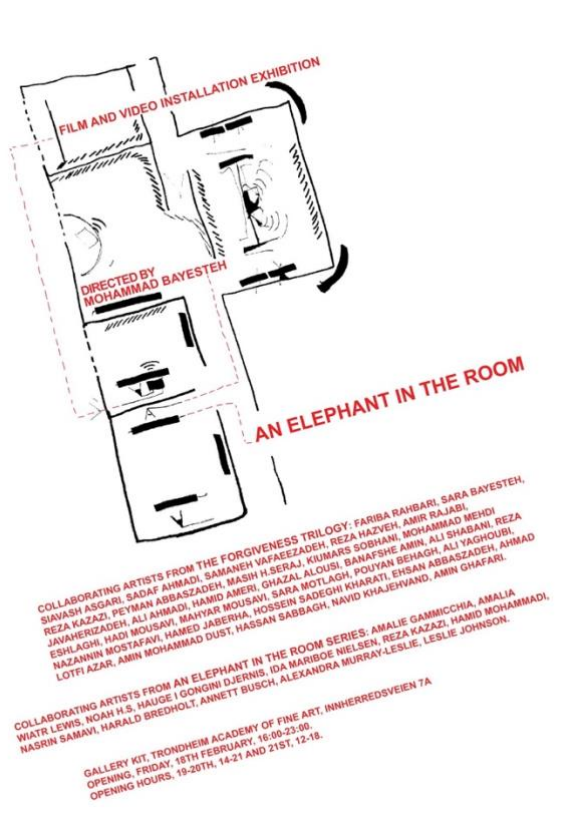 FILM AND VIDEO INSTALLATION EXHIBITION
DIRECTED BY
MOHAMMAD BAYESTEH
A
AN ELEPHANT IN THE ROOM
COLLABORATING ARTISTS FROM THE FORGIVENESS TRILOGY: FARIBA RAHBARI, SARA BAYESTEH,
SIAVASH ASGARI, SADAF AHMADI, SAMANEH VAFAEEZADEH, REZA HAZVEH, AMIR RAJABI,
REZA KAZAZI, PEYMAN ABBASZADEH, MASIH H.SERAJ, KIUMARS SOBHANI, MOHAMMAD MEHDI
JAVAHERIZADEH, ALI AHMADI, HAMID AMERI, GHAZAL ALOUSI, BANAFSHE AMIN, ALI SHABANI, REZA
ESHLAGHI, HADI MOUSAVI, MAHYAR MOUSAVI, SARA MOTLAGH, POUYAN BEHAGH, ALI YAGHOUBI,
NAZANNIN MOSTAFAVI, HAMED JABERHA, HOSSEIN SADEGHI KHARATI, EHSAN ABBASZADEH, AHMAD
LOTFI AZAR, AMIN MOHAMMAD DUST, HASSAN SABBAGH, NAVID KHAJEHVAND, AMIN GHAFARI.
COLLABORATING ARTISTS FROM AN ELEPHANT IN THE ROOM SERIES: AMALIE GAMMICCHIA, AMALIA
WIATR LEWIS, NOAH H.S, HAUGE I GONGINI DJERNIS, IDA MARIBOE NIELSEN, REZA KAZAZI, HAMID MOHAMMADI,
NASRIN SAMAVI, HARALD BREDHOLT, ANNETT BUSCH, ALEXANDRA MURRAY-LESLIE, LESLIE JOHNSON.
GALLERY KIT, TRONDHEIM ACADEMY OF FINE ART, INNHERREDSVEIEN 7A
OPENING, FRIDAY, 18TH FEBRUARY, 16:00-23:00.
OPENING HOURS, 19-20TH, 14-21 AND 21ST, 12-18.